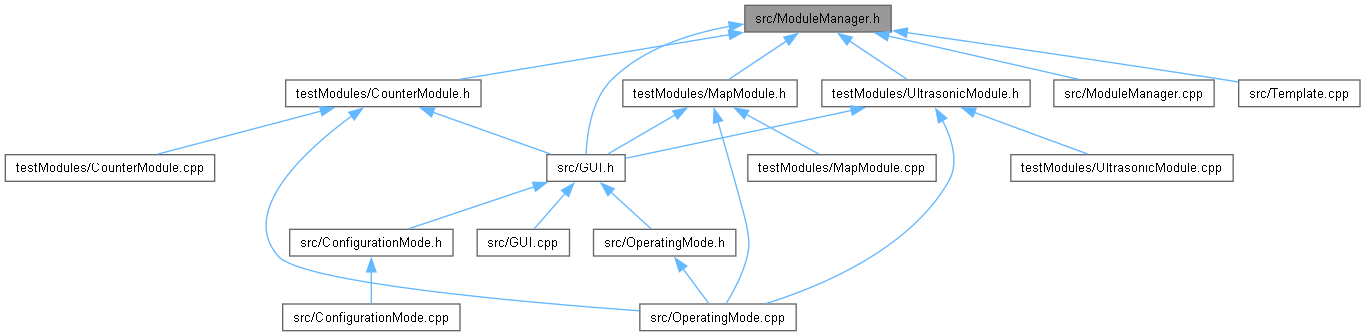 src/ModuleManager.h
testModules/CounterModule.h
testModules/MapModule.h
testModules/UltrasonicModule.h
src/ModuleManager.cpp
src/Template.cpp
testModules/CounterModule.cpp
src/GUI.h
testModules/MapModule.cpp
testModules/UltrasonicModule.cpp
src/ConfigurationMode.h
src/GUI.cpp
src/OperatingMode.h
src/ConfigurationMode.cpp
src/OperatingMode.cpp